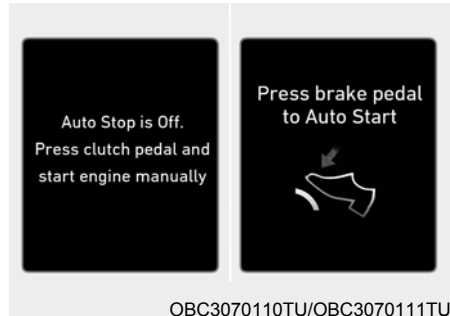 Auto Stop is Off.
Press clutch pedal and
start engine manually
Press brake pedal
to Auto Start
OBC3070110TU/OBC3070111TU